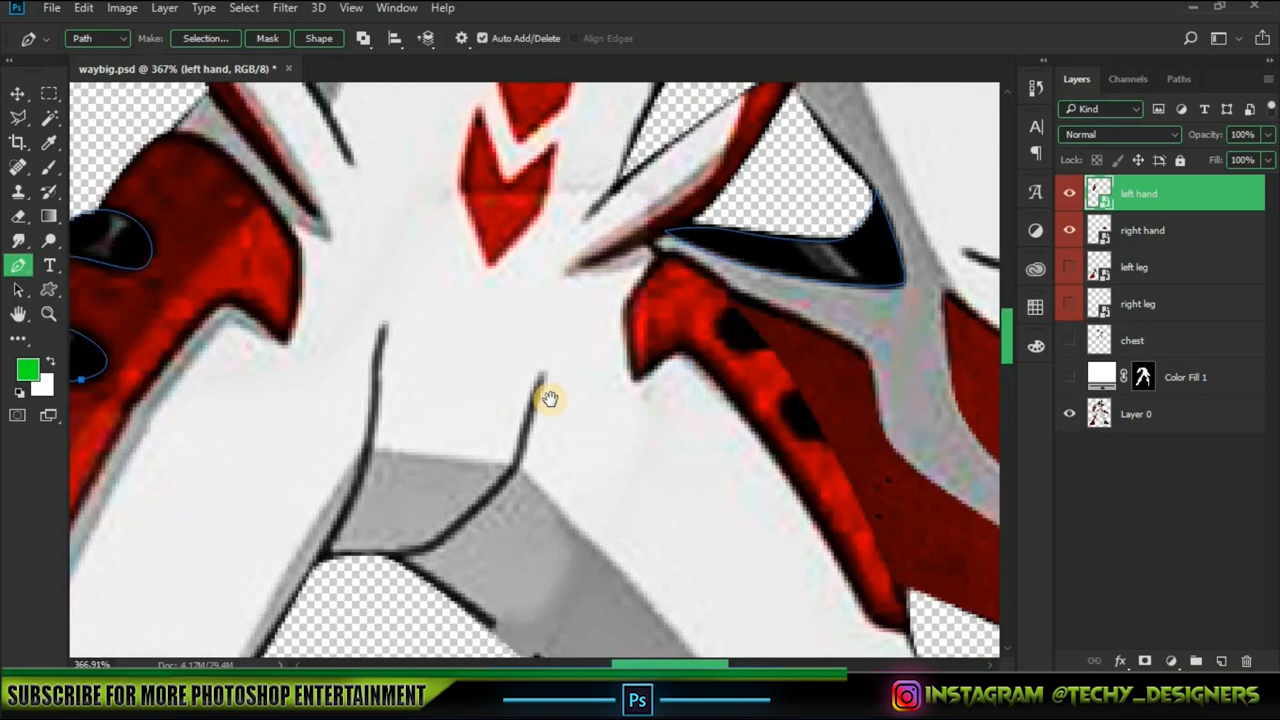 Ps File Edit Image Layer Type Select Filter 3D View Window Help
Path Make: Selection... Mask Shape Auto Add/Delete Align Edges
waybig.psd @ 367% (left hand, RGB/8) *
Layers Channels Paths
Kind
Normal Opacity: 100%
Lock: Fill: 100%
left hand
right hand
left leg
right leg
chest
Color Fill 1
Layer 0
366.91% Doc: 4.17M/29.4M
SUBSCRIBE FOR MORE PHOTOSHOP ENTERTAINMENT
Ps
INSTAGRAM @TECHY_DESIGNERS